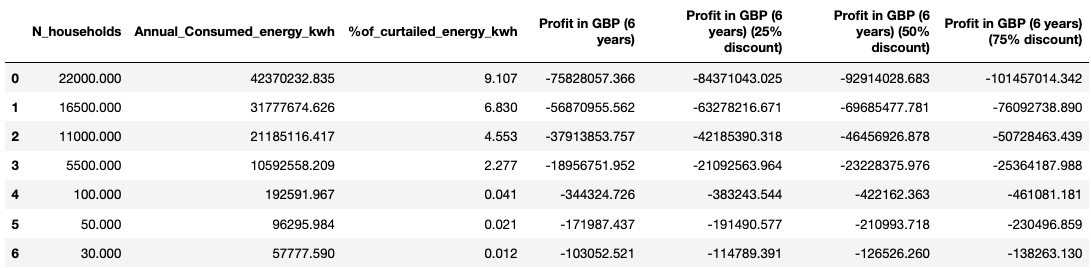 N_households Annual_Consumed_energy_kwh %of_curtailed_energy_kwh Profit in GBP (6 years) Profit in GBP (6 years) (25% discount) Profit in GBP (6 years) (50% discount) Profit in GBP (6 years) (75% discount)
0 22000.000 42370232.835 9.107 -75828057.366 -84371043.025 -92914028.683 -101457014.342
1 16500.000 31777674.626 6.830 -56870955.562 -63278216.671 -69685477.781 -76092738.890
2 11000.000 21185116.417 4.553 -37913853.757 -42185390.318 -46456926.878 -50728463.439
3 5500.000 10592558.209 2.277 -18956751.952 -21092563.964 -23228375.976 -25364187.988
4 100.000 192591.967 0.041 -344324.726 -383243.544 -422162.363 -461081.181
5 50.000 96295.984 0.021 -171987.437 -191490.577 -210993.718 -230496.859
6 30.000 57777.590 0.012 -103052.521 -114789.391 -126526.260 -138263.130